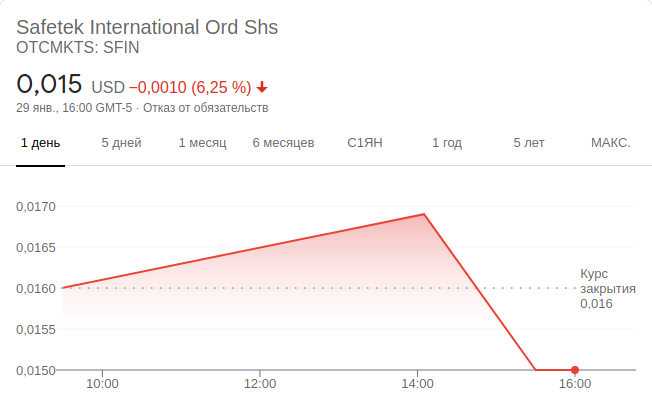 Safetek International Ord Shs
OTCMKTS: SFIN
0,015 USD −0,0010 (6,25 %)
29 янв., 16:00 GMT-5 · Отказ от обязательств
1 день 5 дней 1 месяц 6 месяцев С1ЯН 1 год 5 лет МАКС.
0,0170
0,0165
0,0160
0,0155
0,0150
Курс
закрытия
0,016
10:00 12:00 14:00 16:00